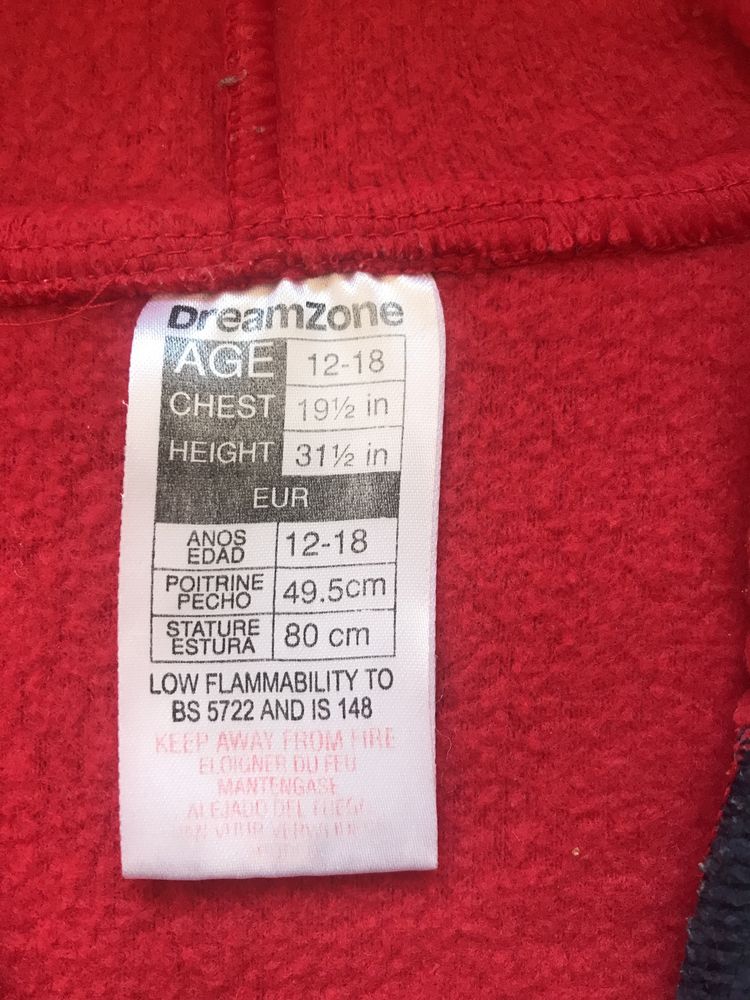 DreamZone
AGE 12-18
CHEST 19½ in
HEIGHT 31½ in
EUR
ANOS
EDAD 12-18
POITRINE
PECHO 49.5cm
STATURE
ESTURA 80 cm
LOW FLAMMABILITY TO
BS 5722 AND IS 148
KEEP AWAY FROM FIRE
ELOIGNER DU FEU
MANTENGASE
ALEJADO DEL FUEGO